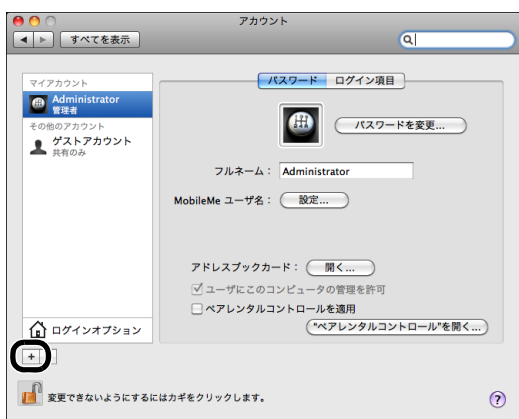 アカウント
すべてを表示
マイアカウント
Administrator
管理者
その他のアカウント
ゲストアカウント
共有のみ
ログインオプション
+
パスワード ログイン項目
パスワードを変更...
フルネーム： Administrator
MobileMe ユーザ名： 設定...
アドレスブックカード： 開く...
ユーザにこのコンピュータの管理を許可
ペアレンタルコントロールを適用
"ペアレンタルコントロール"を開く...
変更できないようにするにはカギをクリックします。
?